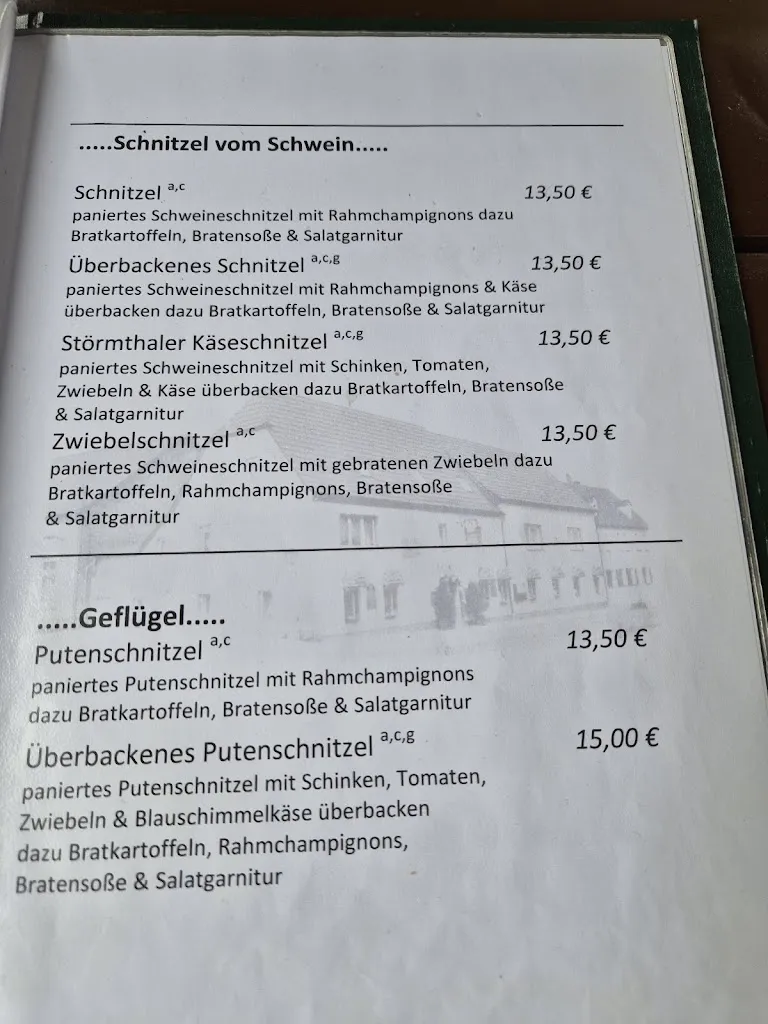 .....Schnitzel vom Schwein.....
Schnitzel a,c 13,50 €
paniertes Schweineschnitzel mit Rahmchampignons dazu
Bratkartoffeln, Bratensoße & Salatgarnitur
Überbackenes Schnitzel a,c,g 13,50 €
paniertes Schweineschnitzel mit Rahmchampignons & Käse
überbacken dazu Bratkartoffeln, Bratensoße & Salatgarnitur
Störmthaler Käseschnitzel a,c,g 13,50 €
paniertes Schweineschnitzel mit Schinken, Tomaten,
Zwiebeln & Käse überbacken dazu Bratkartoffeln, Bratensoße
& Salatgarnitur
Zwiebelschnitzel a,c 13,50 €
paniertes Schweineschnitzel mit gebratenen Zwiebeln dazu
Bratkartoffeln, Rahmchampignons, Bratensoße
& Salatgarnitur
.....Geflügel.....
Putenschnitzel a,c 13,50 €
paniertes Putenschnitzel mit Rahmchampignons
dazu Bratkartoffeln, Bratensoße & Salatgarnitur
Überbackenes Putenschnitzel a,c,g 15,00 €
paniertes Putenschnitzel mit Schinken, Tomaten,
Zwiebeln & Blauschimmelkäse überbacken
dazu Bratkartoffeln, Rahmchampignons,
Bratensoße & Salatgarnitur